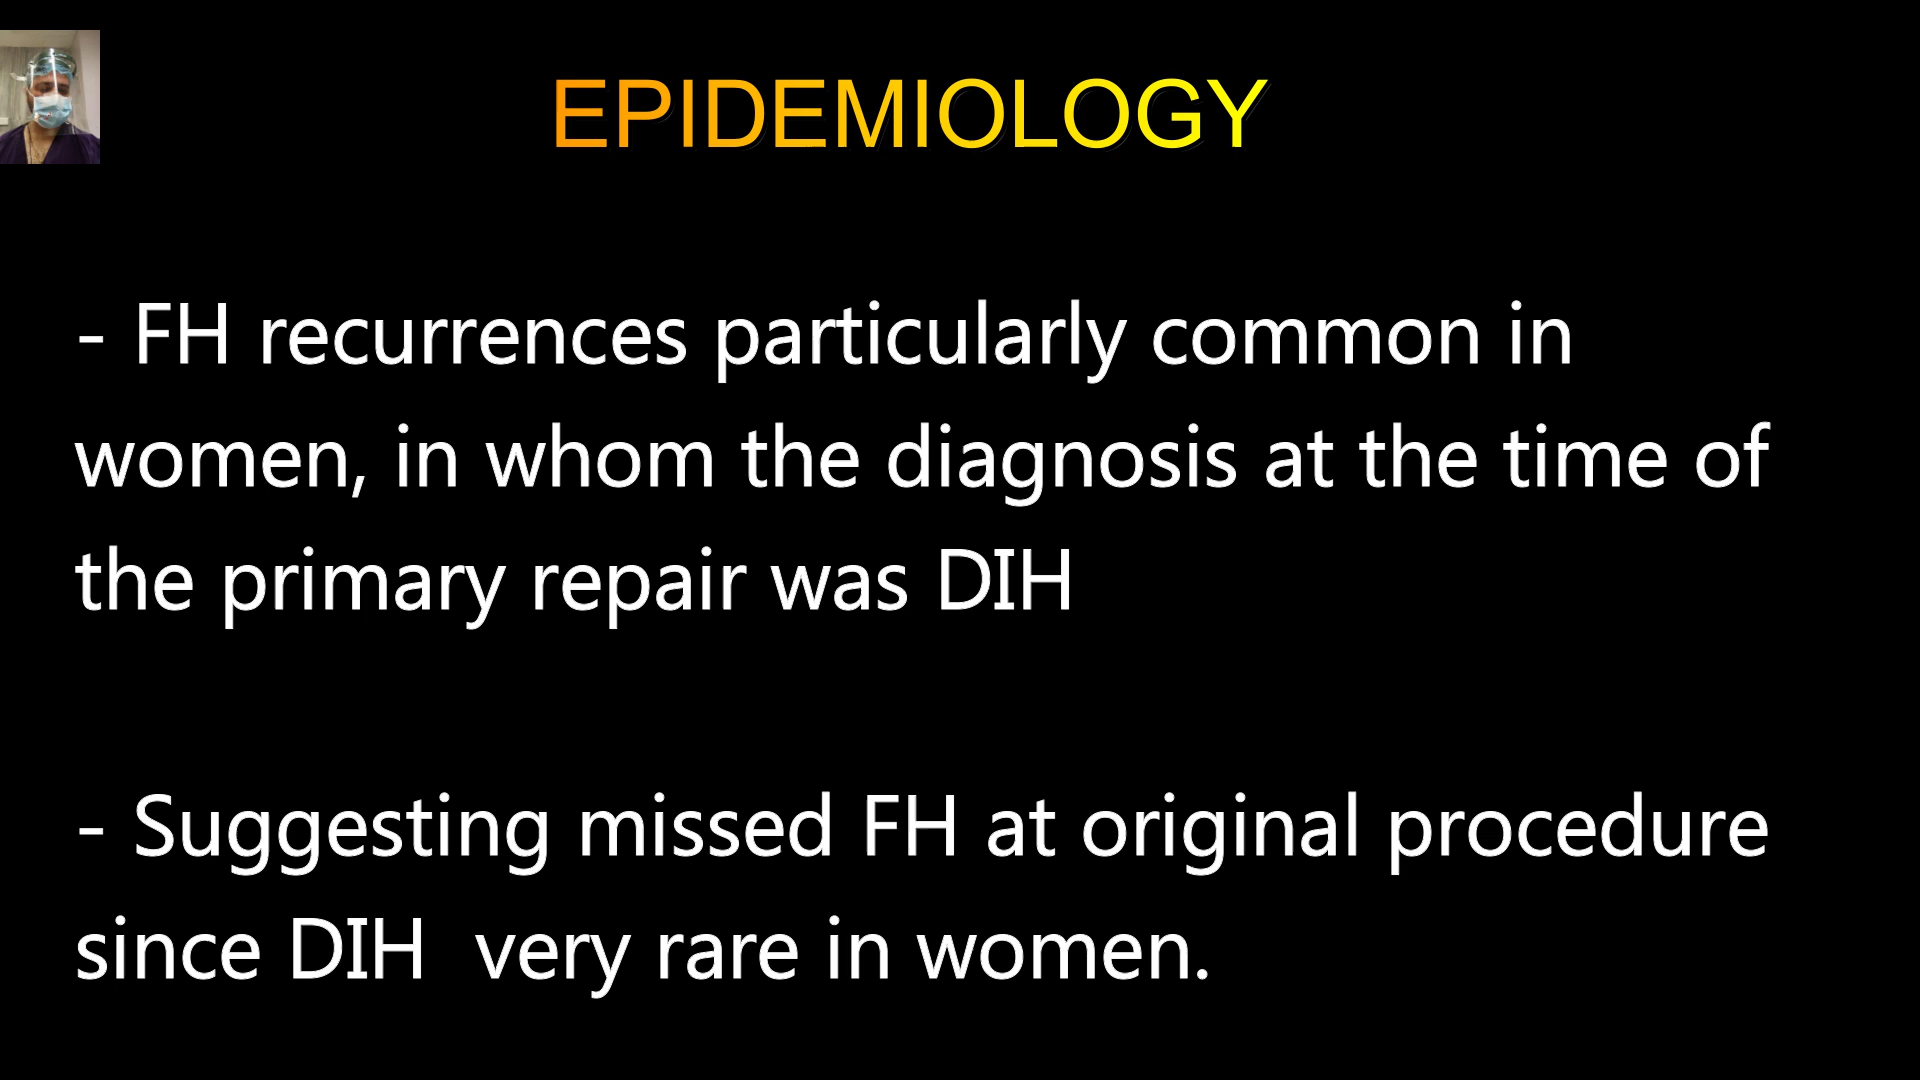 EPIDEMIOLOGY
- FH recurrences particularly common in
women, in whom the diagnosis at the time of
the primary repair was DIH
- Suggesting missed FH at original procedure
since DIH  very rare in women.